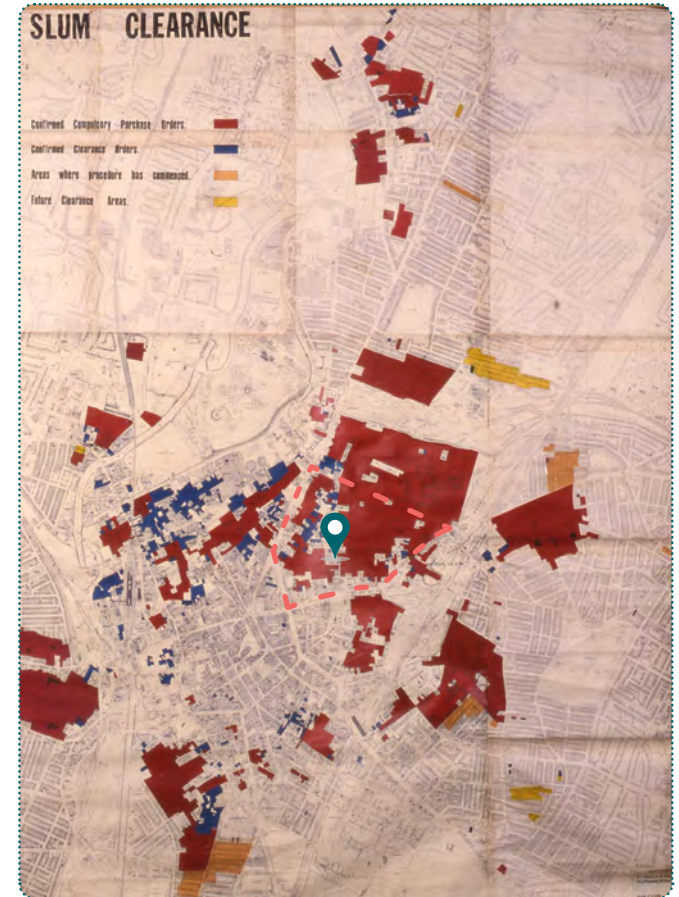 SLUM CLEARANCE
Confirmed Compulsory Purchase Orders.
Confirmed Clearance Orders.
Areas where procedure has commenced.
Future Clearance Areas.